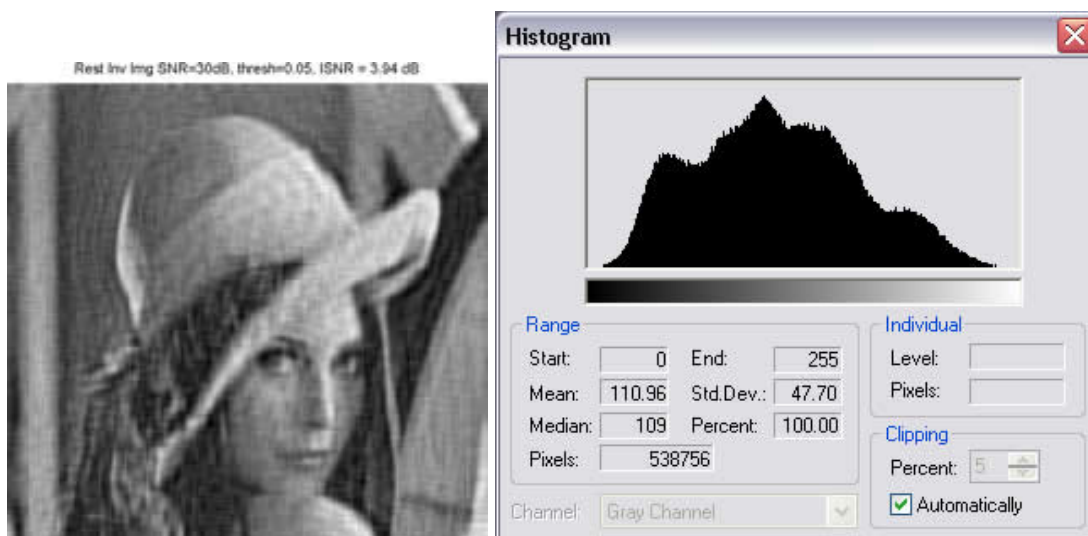 Rest Inv Img SNR=30dB, thresh=0.05, ISNR = 3.94 dB
Histogram
Range
Start: 0 End: 255
Mean: 110.96 Std.Dev.: 47.70
Median: 109 Percent: 100.00
Pixels: 538756
Individual
Level:
Pixels:
Clipping
Percent: 5
Automatically
Channel: Gray Channel